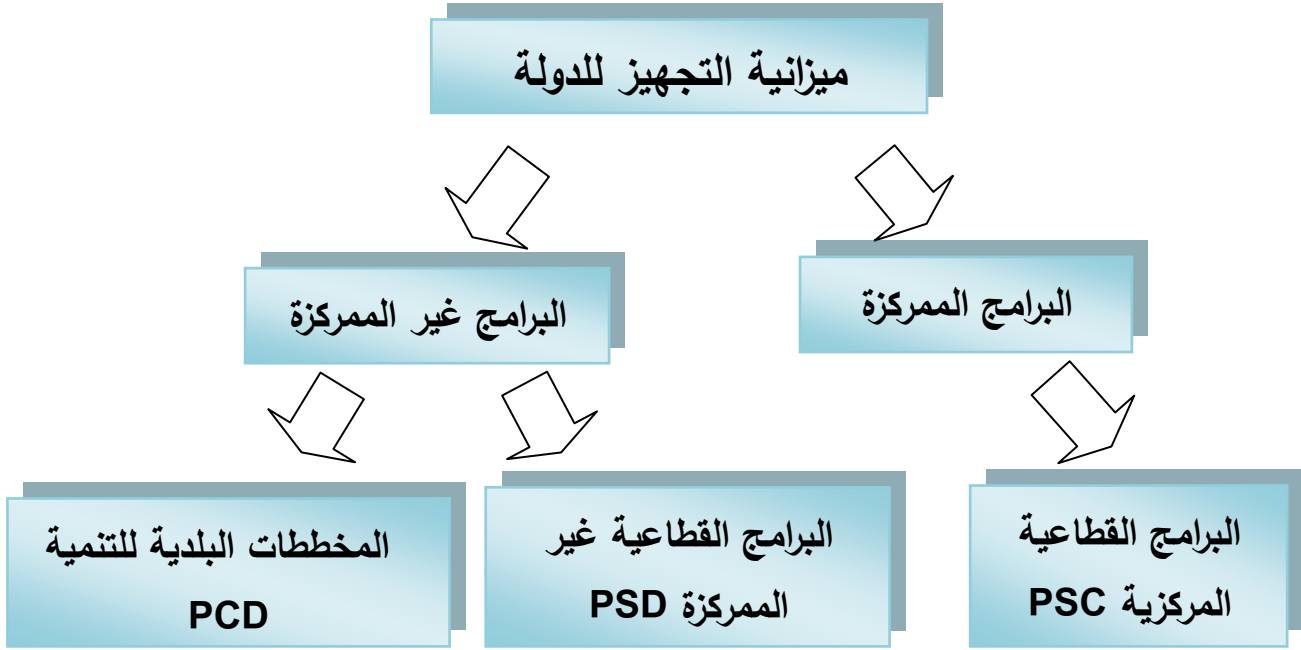 ميزانية التجهيز للدولة
البرامج الممركزة
البرامج غير الممركزة
البرامج القطاعية
المركزية PSC
البرامج القطاعية غير
الممركزة PSD
المخططات البلدية للتنمية
PCD